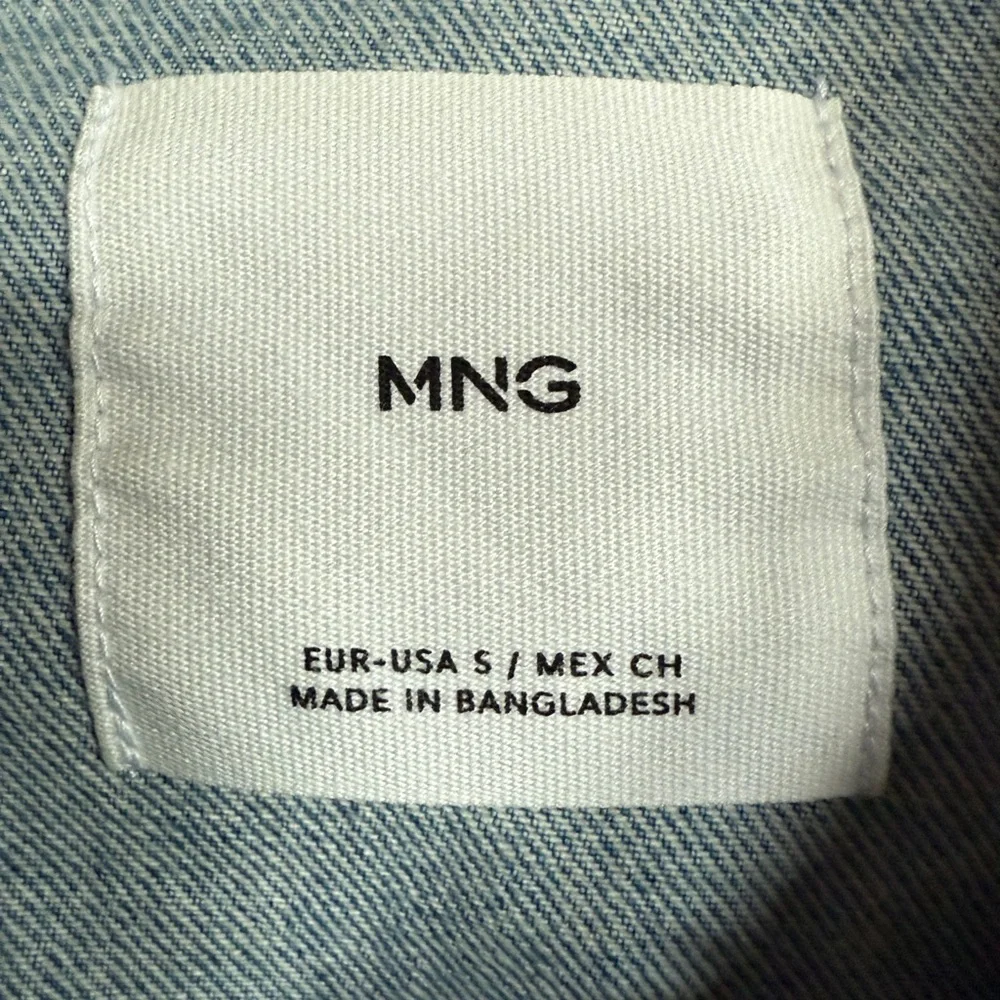 MNG
EUR-USA S / MEX CH
MADE IN BANGLADESH